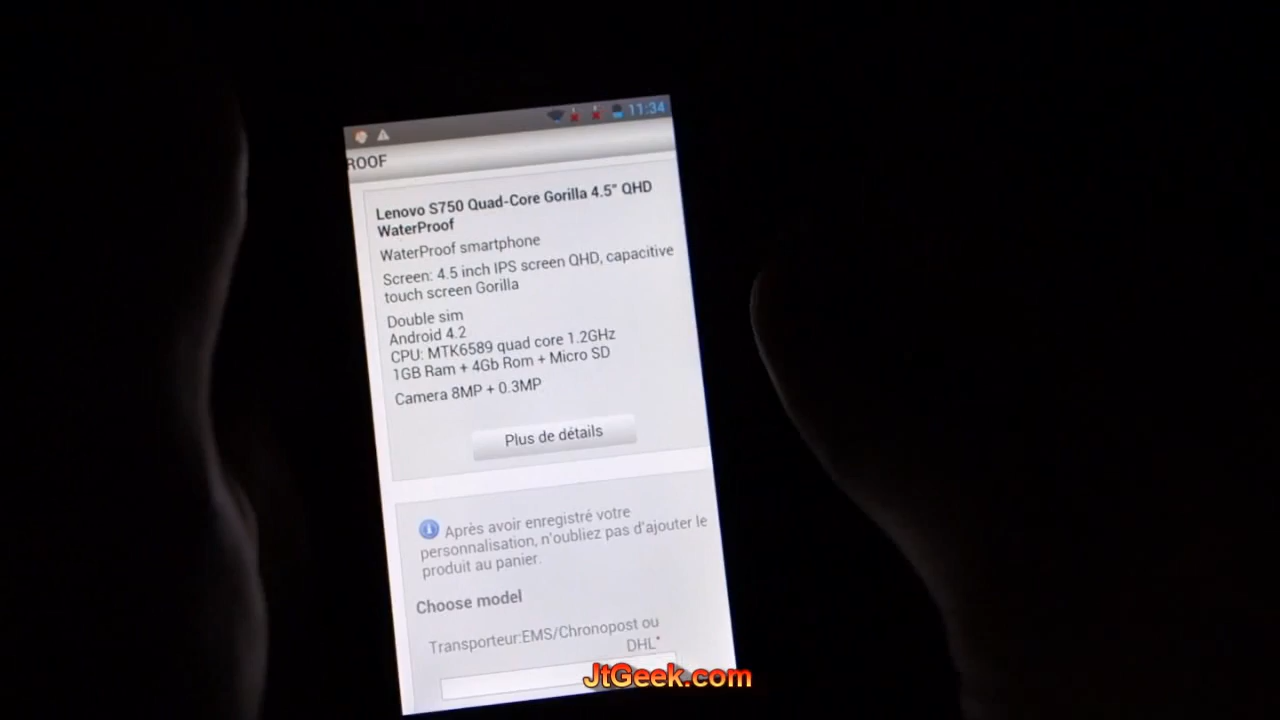 11:34
ROOF
Lenovo S750 Quad-Core Gorilla 4.5" QHD
WaterProof
WaterProof smartphone
Screen: 4.5 inch IPS screen QHD, capacitive
touch screen Gorilla
Double sim
Android 4.2
CPU: MTK6589 quad core 1.2GHz
1GB Ram + 4Gb Rom + Micro SD
Camera 8MP + 0.3MP
Plus de détails
Après avoir enregistré votre
personnalisation, n'oubliez pas d'ajouter le
produit au panier.
Choose model
Transporteur:EMS/Chronopost ou
DHL*
JtGeek.com